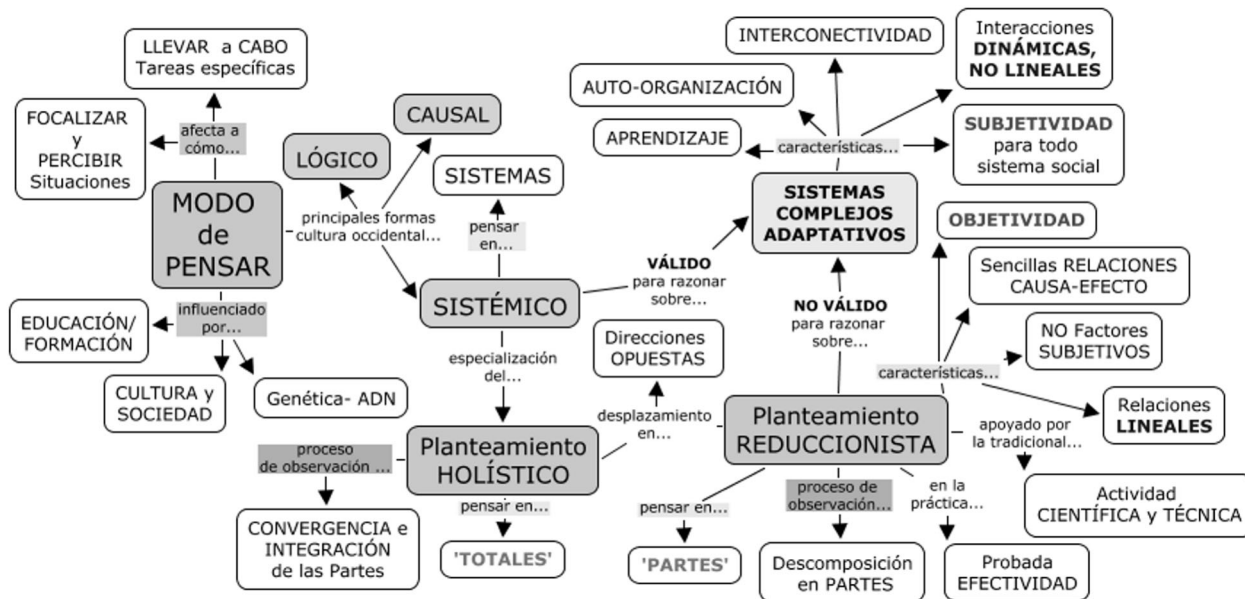 LLEVAR a CABO
Tareas específicas
FOCALIZAR
y
PERCIBIR
Situaciones
afecta a
cómo...
MODO
de
PENSAR
influenciado
por...
EDUCACIÓN/
FORMACIÓN
CULTURA y
SOCIEDAD
Genética- ADN
principales formas
cultura occidental...
LÓGICO
CAUSAL
SISTEMAS
pensar
en...
SISTÉMICO
VÁLIDO
para razonar
sobre...
especialización
del...
Planteamiento
HOLÍSTICO
proceso
de observación ...
CONVERGENCIA e
INTEGRACIÓN
de las Partes
pensar en...
'TOTALES'
desplazamiento
en...
Direcciones
OPUESTAS
INTERCONECTIVIDAD
Interacciones
DINÁMICAS,
NO LINEALES
AUTO-ORGANIZACIÓN
APRENDIZAJE
características...
SUBJETIVIDAD
para todo
sistema social
SISTEMAS
COMPLEJOS
ADAPTATIVOS
NO VÁLIDO
para razonar
sobre...
Planteamiento
REDUCCIONISTA
OBJETIVIDAD
Sencillas RELACIONES
CAUSA-EFECTO
NO Factores
SUBJETIVOS
características...
Relaciones
LINEALES
apoyado por
la tradicional...
Actividad
CIENTÍFICA y TÉCNICA
en la
práctica...
Probada
EFECTIVIDAD
proceso de
observación...
Descomposición
en PARTES
pensar en...
'PARTES'